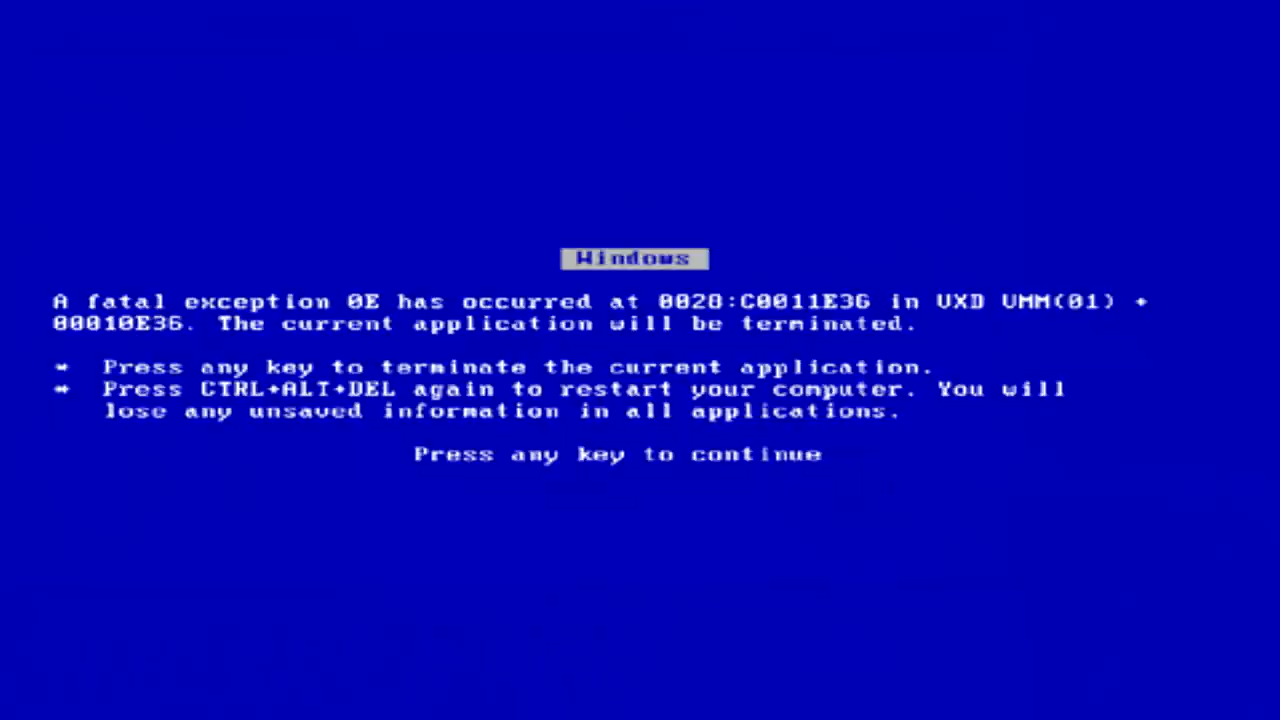 Windows
A fatal exception 0E has occurred at 0028:C0011E36 in VXD VMM(01) +
00010E36. The current application will be terminated.
* Press any key to terminate the current application.
* Press CTRL+ALT+DEL again to restart your computer. You will
lose any unsaved information in all applications.
Press any key to continue